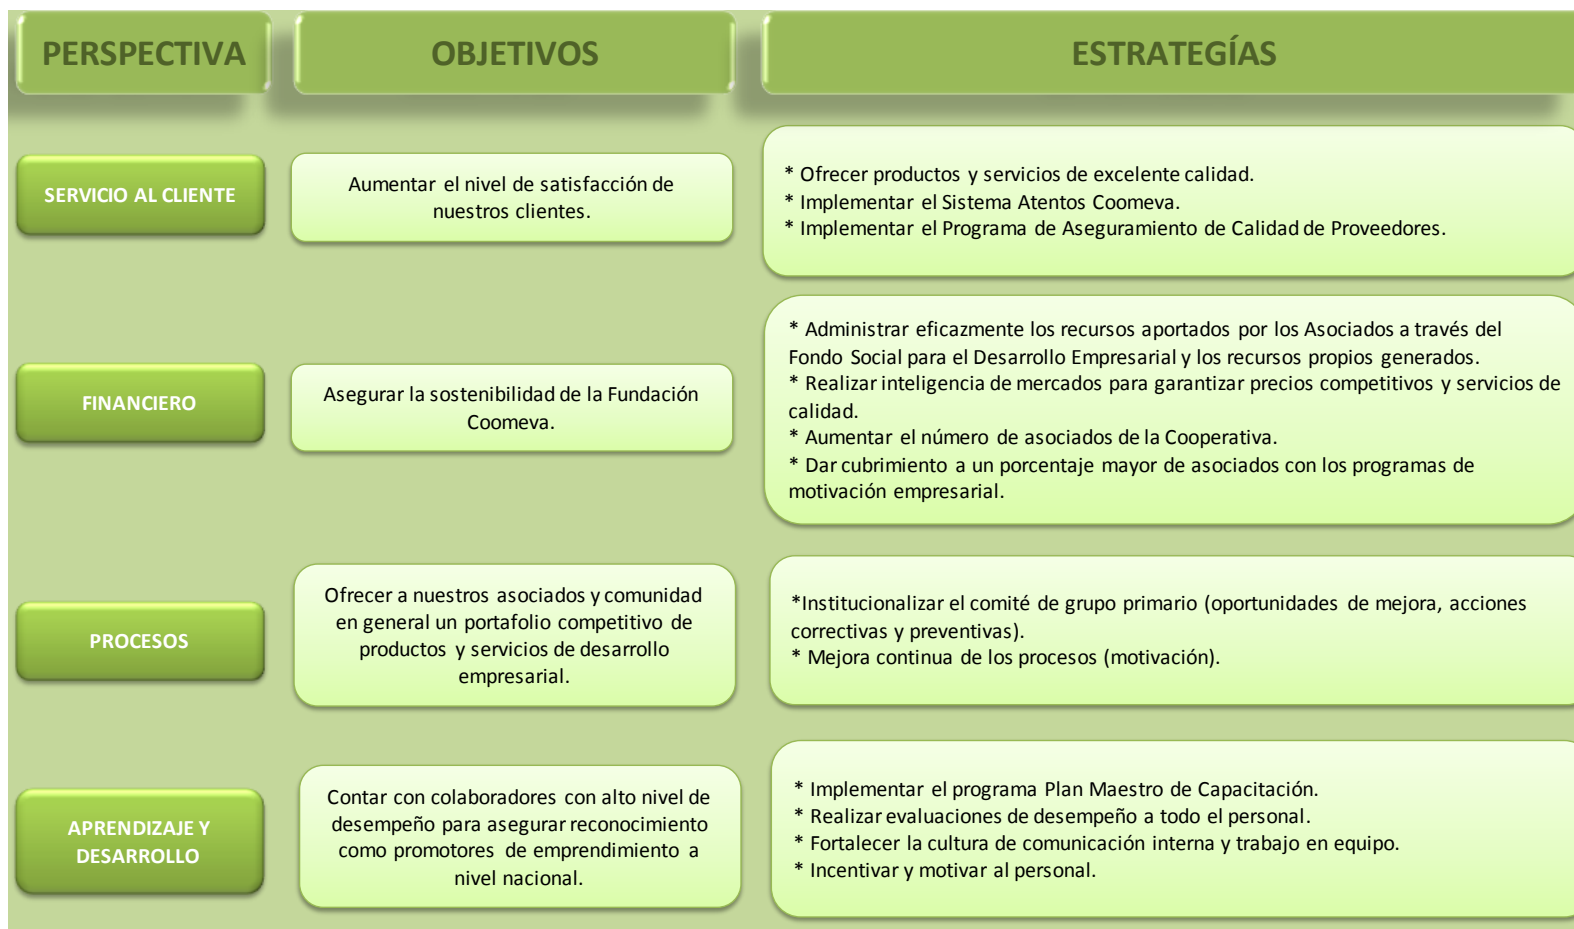 PERSPECTIVA
OBJETIVOS
ESTRATEGÍAS
SERVICIO AL CLIENTE
Aumentar el nivel de satisfacción de
nuestros clientes.
* Ofrecer productos y servicios de excelente calidad.
* Implementar el Sistema Atentos Coomeva.
* Implementar el Programa de Aseguramiento de Calidad de Proveedores.
FINANCIERO
Asegurar la sostenibilidad de la Fundación
Coomeva.
* Administrar eficazmente los recursos aportados por los Asociados a través del
Fondo Social para el Desarrollo Empresarial y los recursos propios generados.
* Realizar inteligencia de mercados para garantizar precios competitivos y servicios de
calidad.
* Aumentar el número de asociados de la Cooperativa.
* Dar cubrimiento a un porcentaje mayor de asociados con los programas de
motivación empresarial.
PROCESOS
Ofrecer a nuestros asociados y comunidad
en general un portafolio competitivo de
productos y servicios de desarrollo
empresarial.
*Institucionalizar el comité de grupo primario (oportunidades de mejora, acciones
correctivas y preventivas).
* Mejora continua de los procesos (motivación).
APRENDIZAJE Y
DESARROLLO
Contar con colaboradores con alto nivel de
desempeño para asegurar reconocimiento
como promotores de emprendimiento a
nivel nacional.
* Implementar el programa Plan Maestro de Capacitación.
* Realizar evaluaciones de desempeño a todo el personal.
* Fortalecer la cultura de comunicación interna y trabajo en equipo.
* Incentivar y motivar al personal.